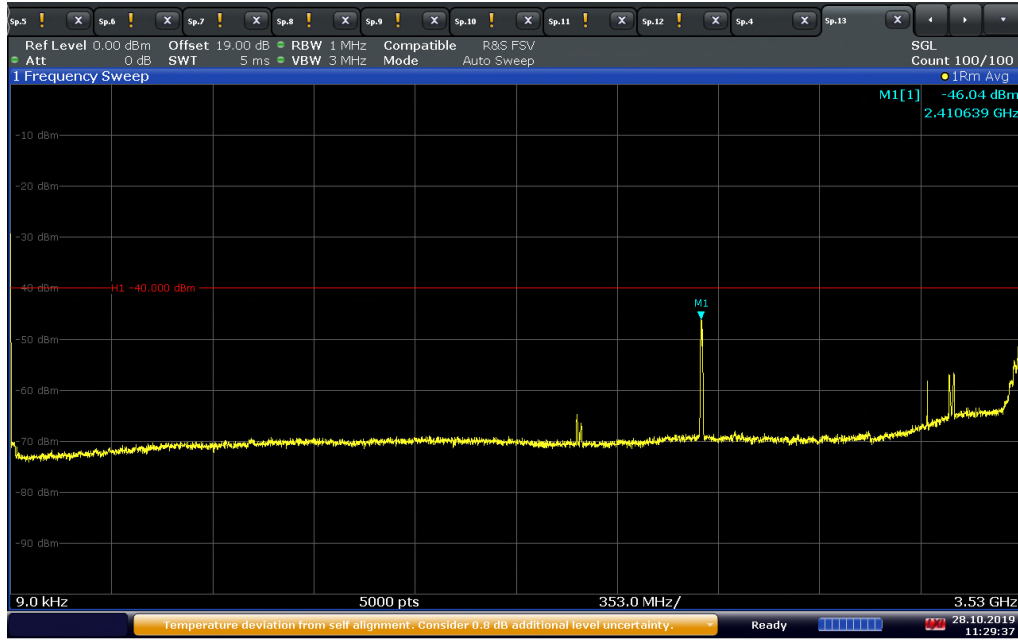 Sp.5 ! X Sp.6 ! X Sp.7 ! X Sp.8 ! X Sp.9 ! X Sp.10 ! X Sp.11 ! X Sp.12 ! X Sp.4 X Sp.13 X
Ref Level 0.00 dBm Offset 19.00 dB RBW 1 MHz Compatible R&S FSV SGL
Att 0 dB SWT 5 ms VBW 3 MHz Mode Auto Sweep Count 100/100
1 Frequency Sweep 1Rm Avg
M1[1] -46.04 dBm
2.410639 GHz
-10 dBm
-20 dBm
-30 dBm
-40 dBm H1 -40.000 dBm
M1
-50 dBm
-60 dBm
-70 dBm
-80 dBm
-90 dBm
9.0 kHz 5000 pts 353.0 MHz/ 3.53 GHz
Temperature deviation from self alignment. Consider 0.8 dB additional level uncertainty. Ready 28.10.2019
11:29:37